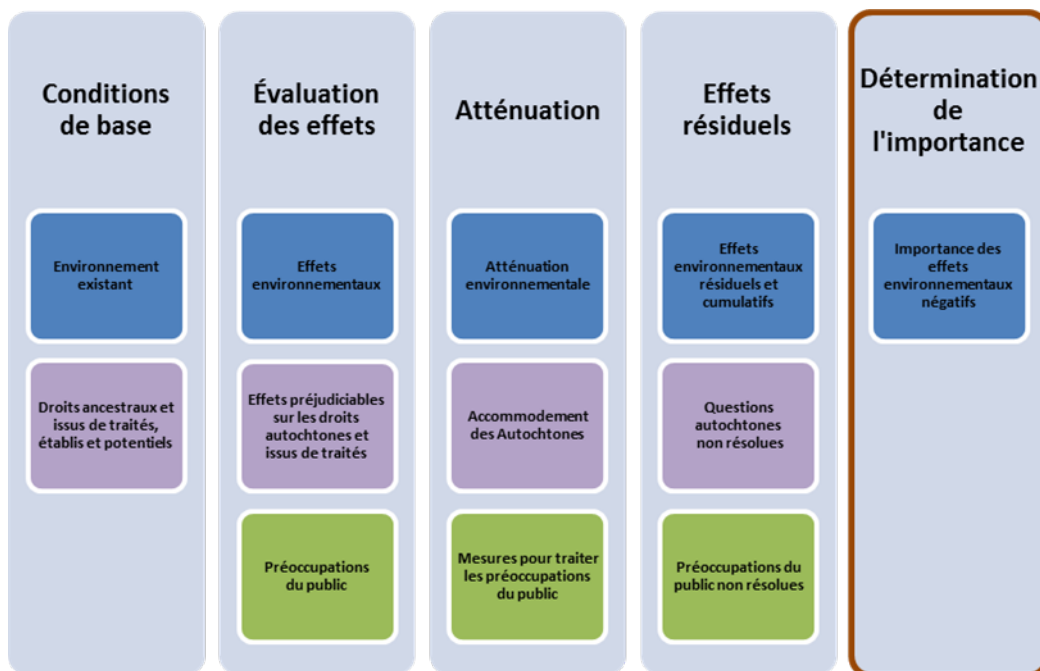 Conditions
de base
Environnement
existant
Droits ancestraux et
issus de traités,
établis et potentiels
Évaluation
des effets
Effets
environnementaux
Effets préjudiciables
sur les droits
autochtones et
issus de traités
Préoccupations
du public
Atténuation
Atténuation
environnementale
Accommodement
des Autochtones
Mesures pour traiter
les préoccupations
du public
Effets
résiduels
Effets
environnementaux
résiduels et
cumulatifs
Questions
autochtones
non résolues
Préoccupations du
public non résolues
Détermination
de
l'importance
Importance des
effets
environnementaux
négatifs